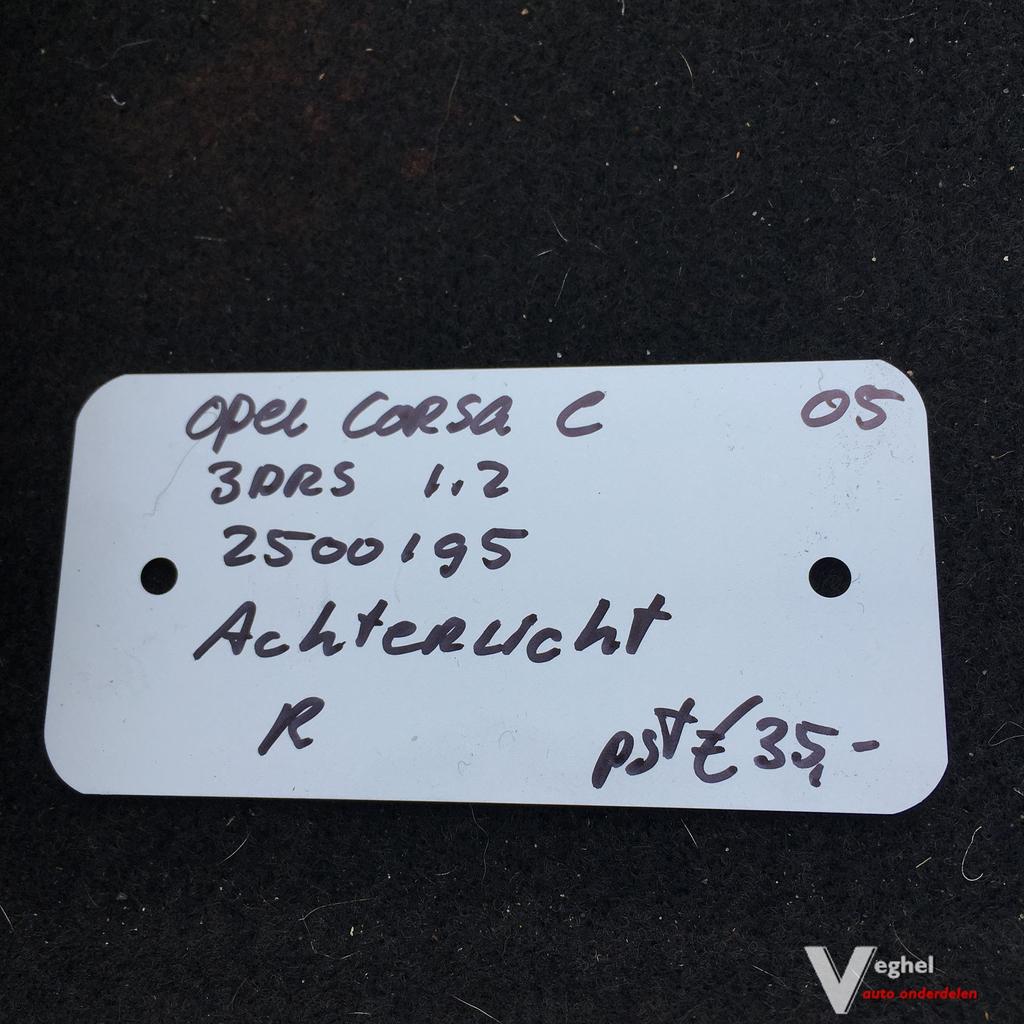 Opel Corsa C 05
3DRS 1.2
2500195
Achterlicht
R pst € 35,-
Veghel
auto onderdelen